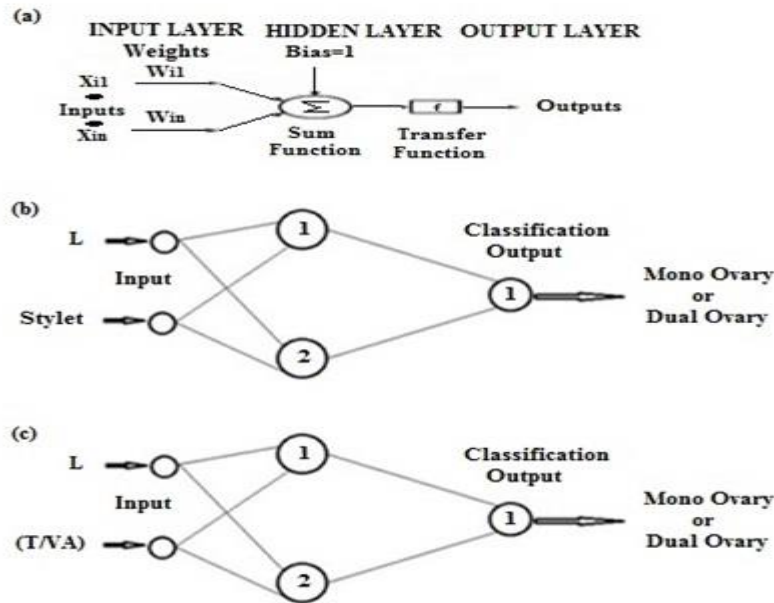 (a)
INPUT LAYER HIDDEN LAYER OUTPUT LAYER
Weights Bias=1
Xi1 Wi1
Inputs Σ f Outputs
Xin Win
Sum Transfer
Function Function
(b)
L 1 Classification
Output
Input 1 Mono Ovary
or
Stylet Dual Ovary
2
(c)
L 1 Classification
Output
Input 1 Mono Ovary
or
(T/VA) Dual Ovary
2